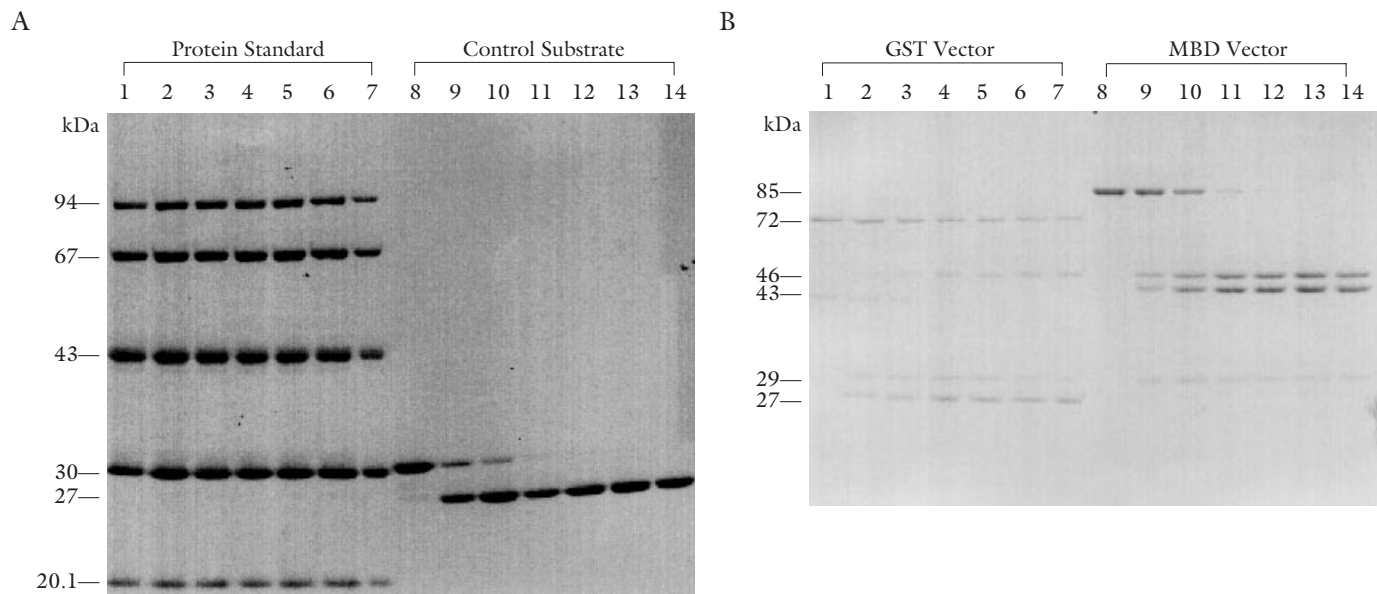 A
Protein Standard Control Substrate
1 2 3 4 5 6 7 8 9 10 11 12 13 14
kDa
94
67
43
30
27
20.1
B
GST Vector MBD Vector
1 2 3 4 5 6 7 8 9 10 11 12 13 14
kDa
85
72
46
43
29
27